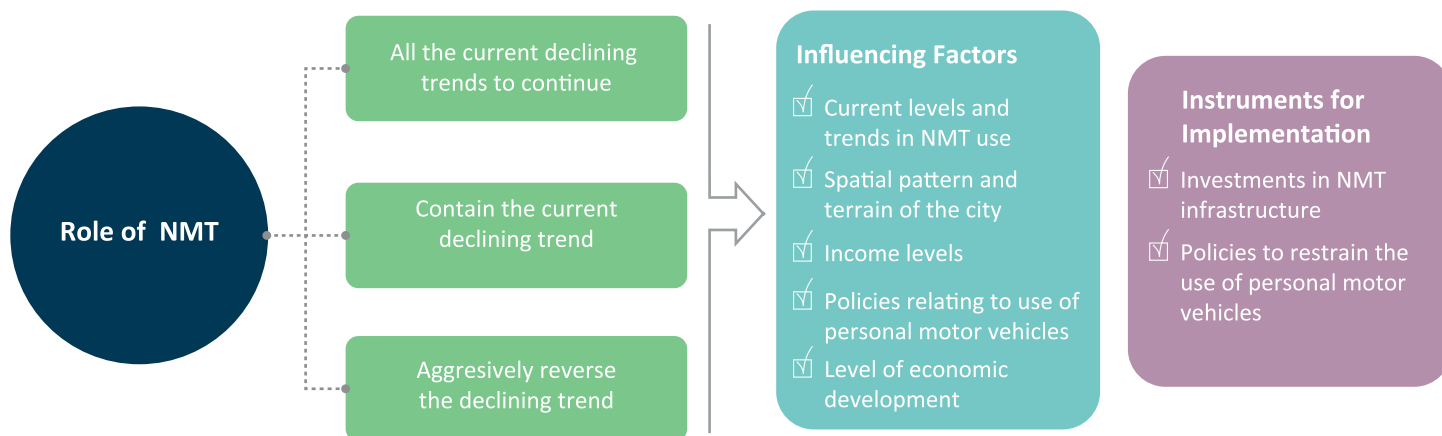 Role of NMT
All the current declining
trends to continue
Contain the current
declining trend
Aggresively reverse
the declining trend
Influencing Factors
Current levels and
trends in NMT use
Spatial pattern and
terrain of the city
Income levels
Policies relating to use of
personal motor vehicles
Level of economic
development
Instruments for
Implementation
Investments in NMT
infrastructure
Policies to restrain the
use of personal motor
vehicles